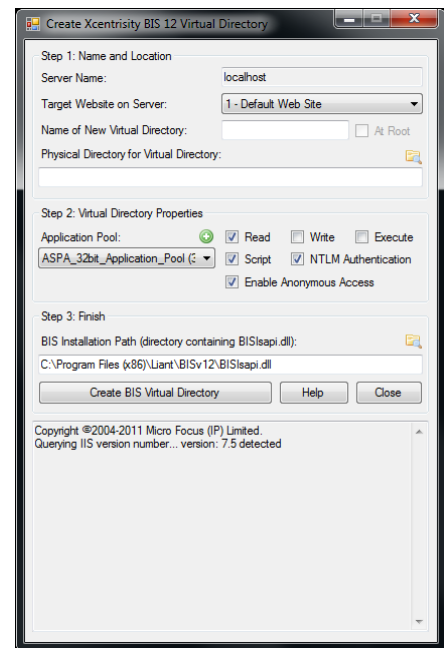 Create Xcentrisity BIS 12 Virtual Directory
Step 1: Name and Location
Server Name: localhost
Target Website on Server: 1 - Default Web Site
Name of New Virtual Directory: At Root
Physical Directory for Virtual Directory:
Step 2: Virtual Directory Properties
Application Pool: Read Write Execute
ASPA_32bit_Application_Pool (3 Script NTLM Authentication
Enable Anonymous Access
Step 3: Finish
BIS Installation Path (directory containing BISIsapi.dll):
C:\Program Files (x86)\Liant\BISv12\BISIsapi.dll
Create BIS Virtual Directory Help Close
Copyright ©2004-2011 Micro Focus (IP) Limited.
Querying IIS version number... version: 7.5 detected